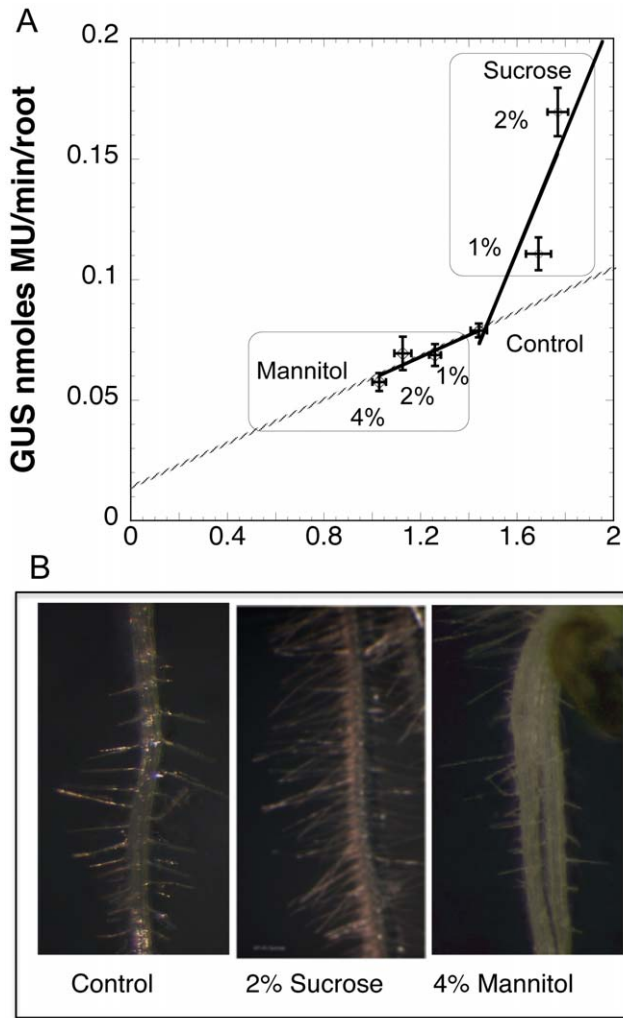 A
GUS nmoles MU/min/root
0.2
0.15
0.1
0.05
0
Sucrose
2%
1%
Control
Mannitol
1%
2%
4%
0
0.4
0.8
1.2
1.6
2
B
Control
2% Sucrose
4% Mannitol